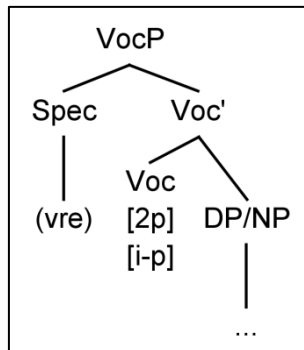 VocP
Spec Voc'
Voc
(vre) [2p] DP/NP
[i-p]
...